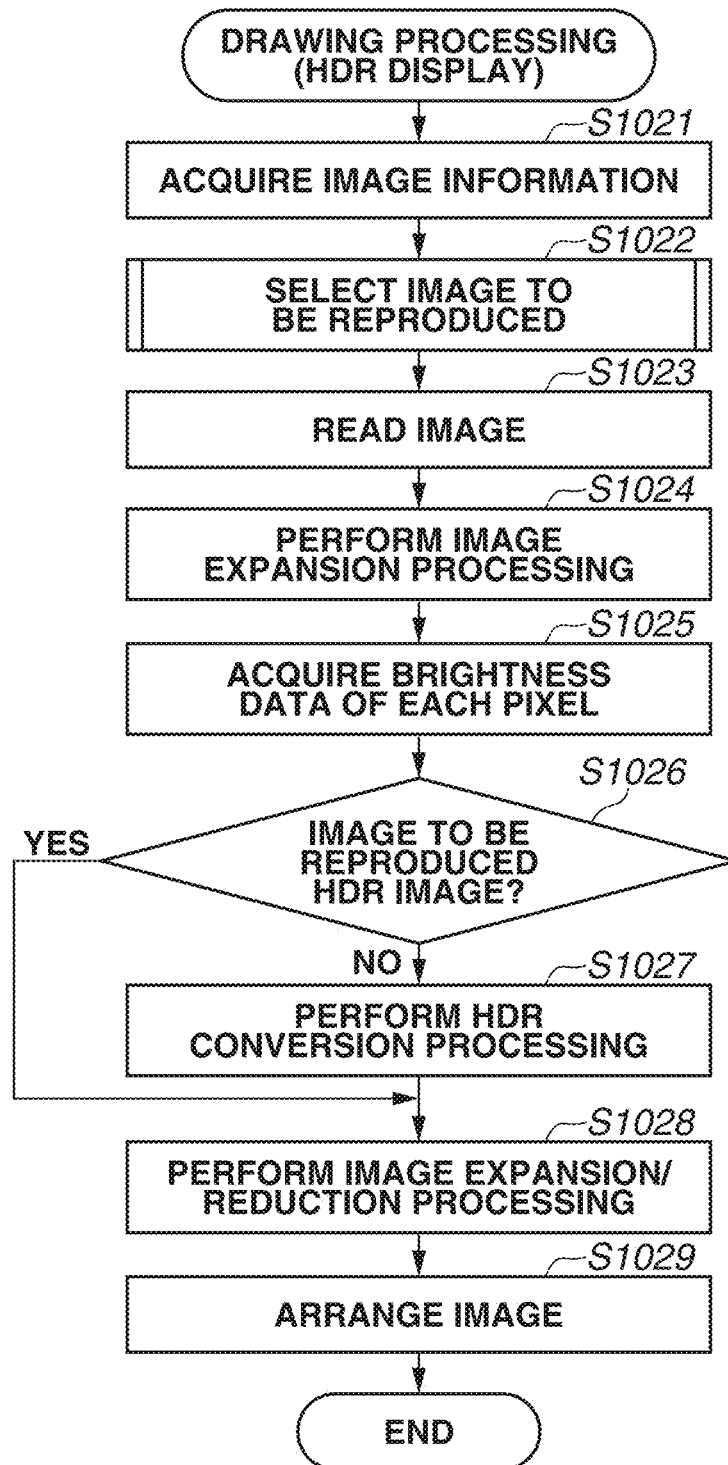 DRAWING PROCESSING
(HDR DISPLAY)
S1021
ACQUIRE IMAGE INFORMATION
S1022
SELECT IMAGE TO
BE REPRODUCED
S1023
READ IMAGE
S1024
PERFORM IMAGE
EXPANSION PROCESSING
S1025
ACQUIRE BRIGHTNESS
DATA OF EACH PIXEL
S1026
YES
IMAGE TO BE
REPRODUCED
HDR IMAGE?
NO
S1027
PERFORM HDR
CONVERSION PROCESSING
S1028
PERFORM IMAGE EXPANSION/
REDUCTION PROCESSING
S1029
ARRANGE IMAGE
END